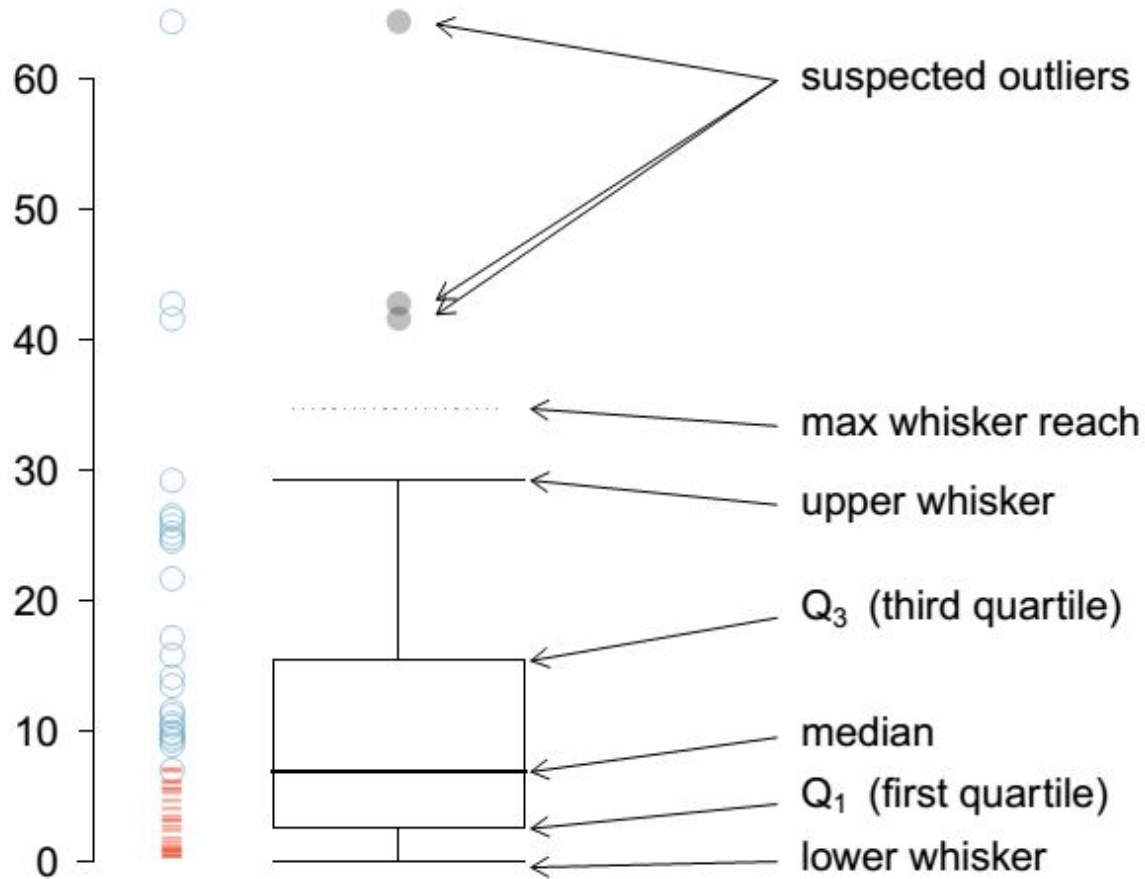 60
50
40
30
20
10
0
suspected outliers
max whisker reach
upper whisker
Q₃ (third quartile)
median
Q₁ (first quartile)
lower whisker